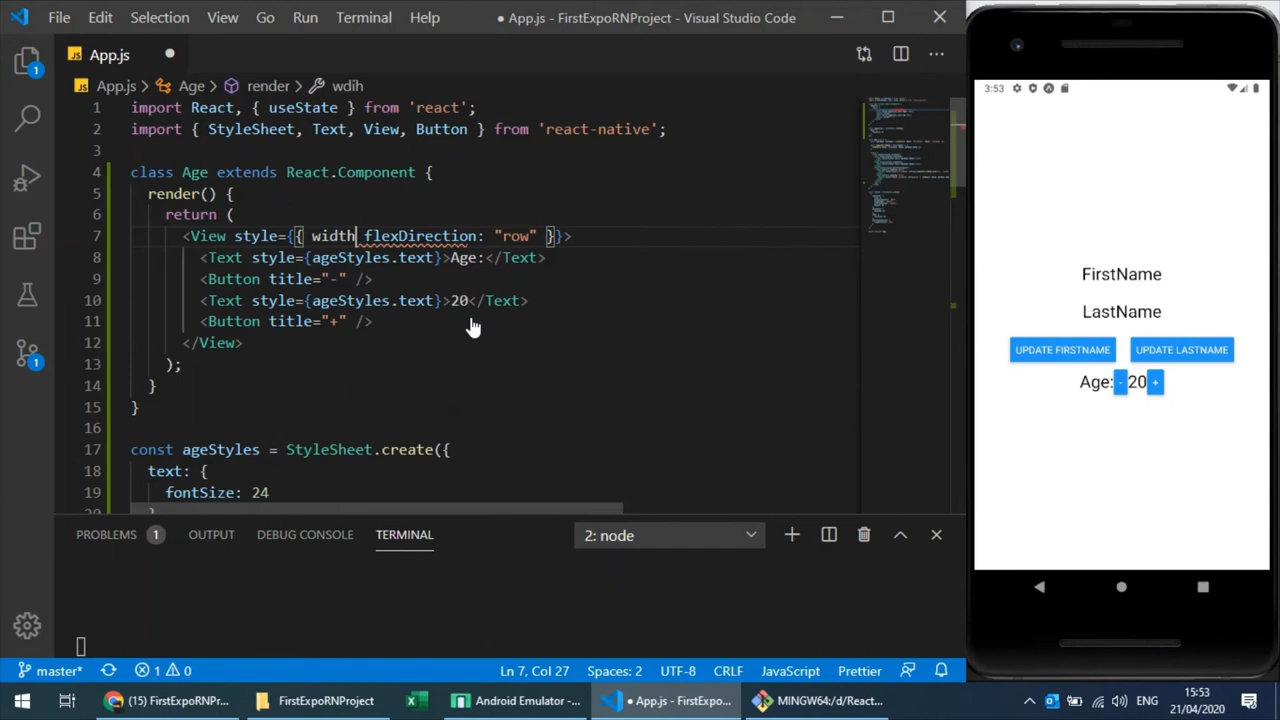 File Edit Selection View Go Run Terminal Help
● App.js - FirstExpoRNProject - Visual Studio Code
JS App.js ●
JS App.js > Age > render > wdih
1 import React, { useState } from 'react';
2 import { StyleSheet, Text, View, Button } from 'react-native';
3
4 class Age extends React.Component {
5 render() {
6 return (
7 <View style={{ width flexDirection: "row" }}>
8 <Text style={ageStyles.text}>Age:</Text>
9 <Button title="-" />
10 <Text style={ageStyles.text}>20</Text>
11 <Button title="+" />
12 </View>
13 );
14 }
15 }
16
17 const ageStyles = StyleSheet.create({
18 text: {
19 fontSize: 24
PROBLEMS 1 OUTPUT DEBUG CONSOLE TERMINAL
2: node
1
1
master* 1 0
Ln 7, Col 27 Spaces: 2 UTF-8 CRLF JavaScript Prettier
3:53
FirstName
LastName
UPDATE FIRSTNAME UPDATE LASTNAME
Age: - 20 +
(15) FirstExpoRNPr...
FirstExpoRNProject
Android Emulator -...
● App.js - FirstExpo...
MINGW64:/d/React...
ENG
15:53
21/04/2020